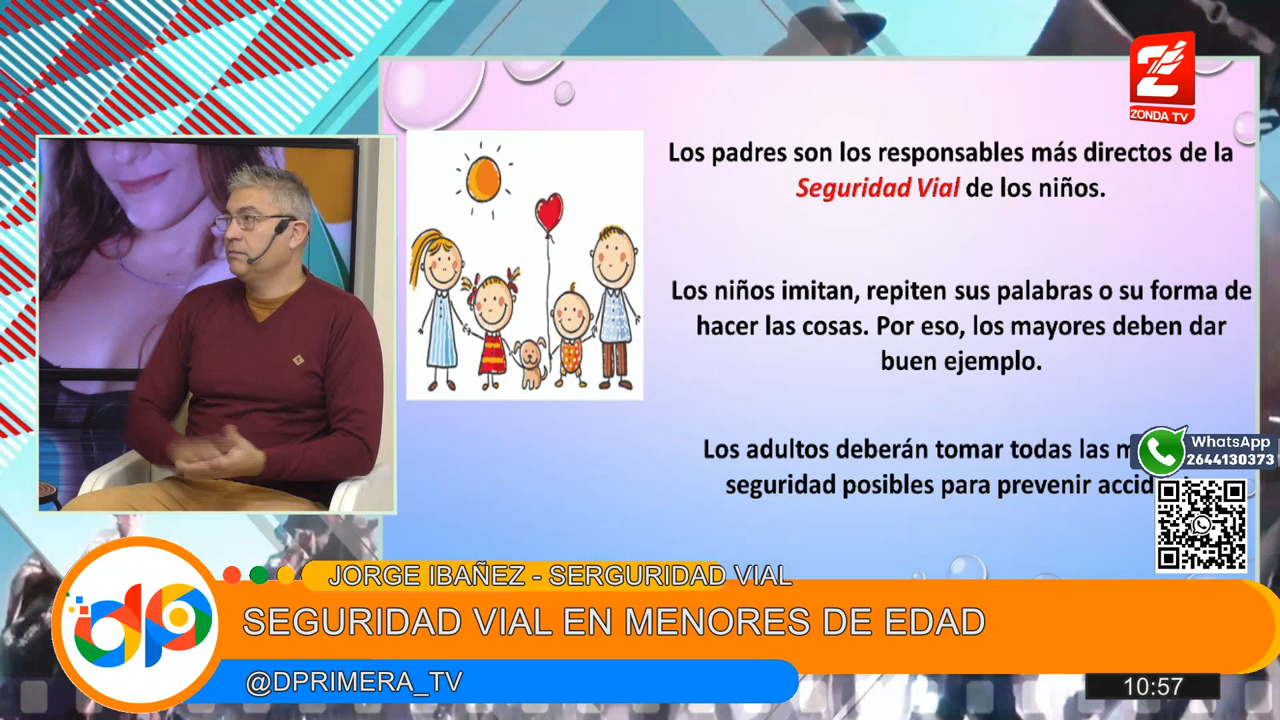 ZONDA TV
Los padres son los responsables más directos de la
Seguridad Vial de los niños.
Los niños imitan, repiten sus palabras o su forma de
hacer las cosas. Por eso, los mayores deben dar
buen ejemplo.
Los adultos deberán tomar todas las
seguridad posibles para prevenir
WhatsApp
2644130373
JORGE IBAÑEZ - SERGURIDAD VIAL
SEGURIDAD VIAL EN MENORES DE EDAD
dp
@DPRIMERA_TV
10:57